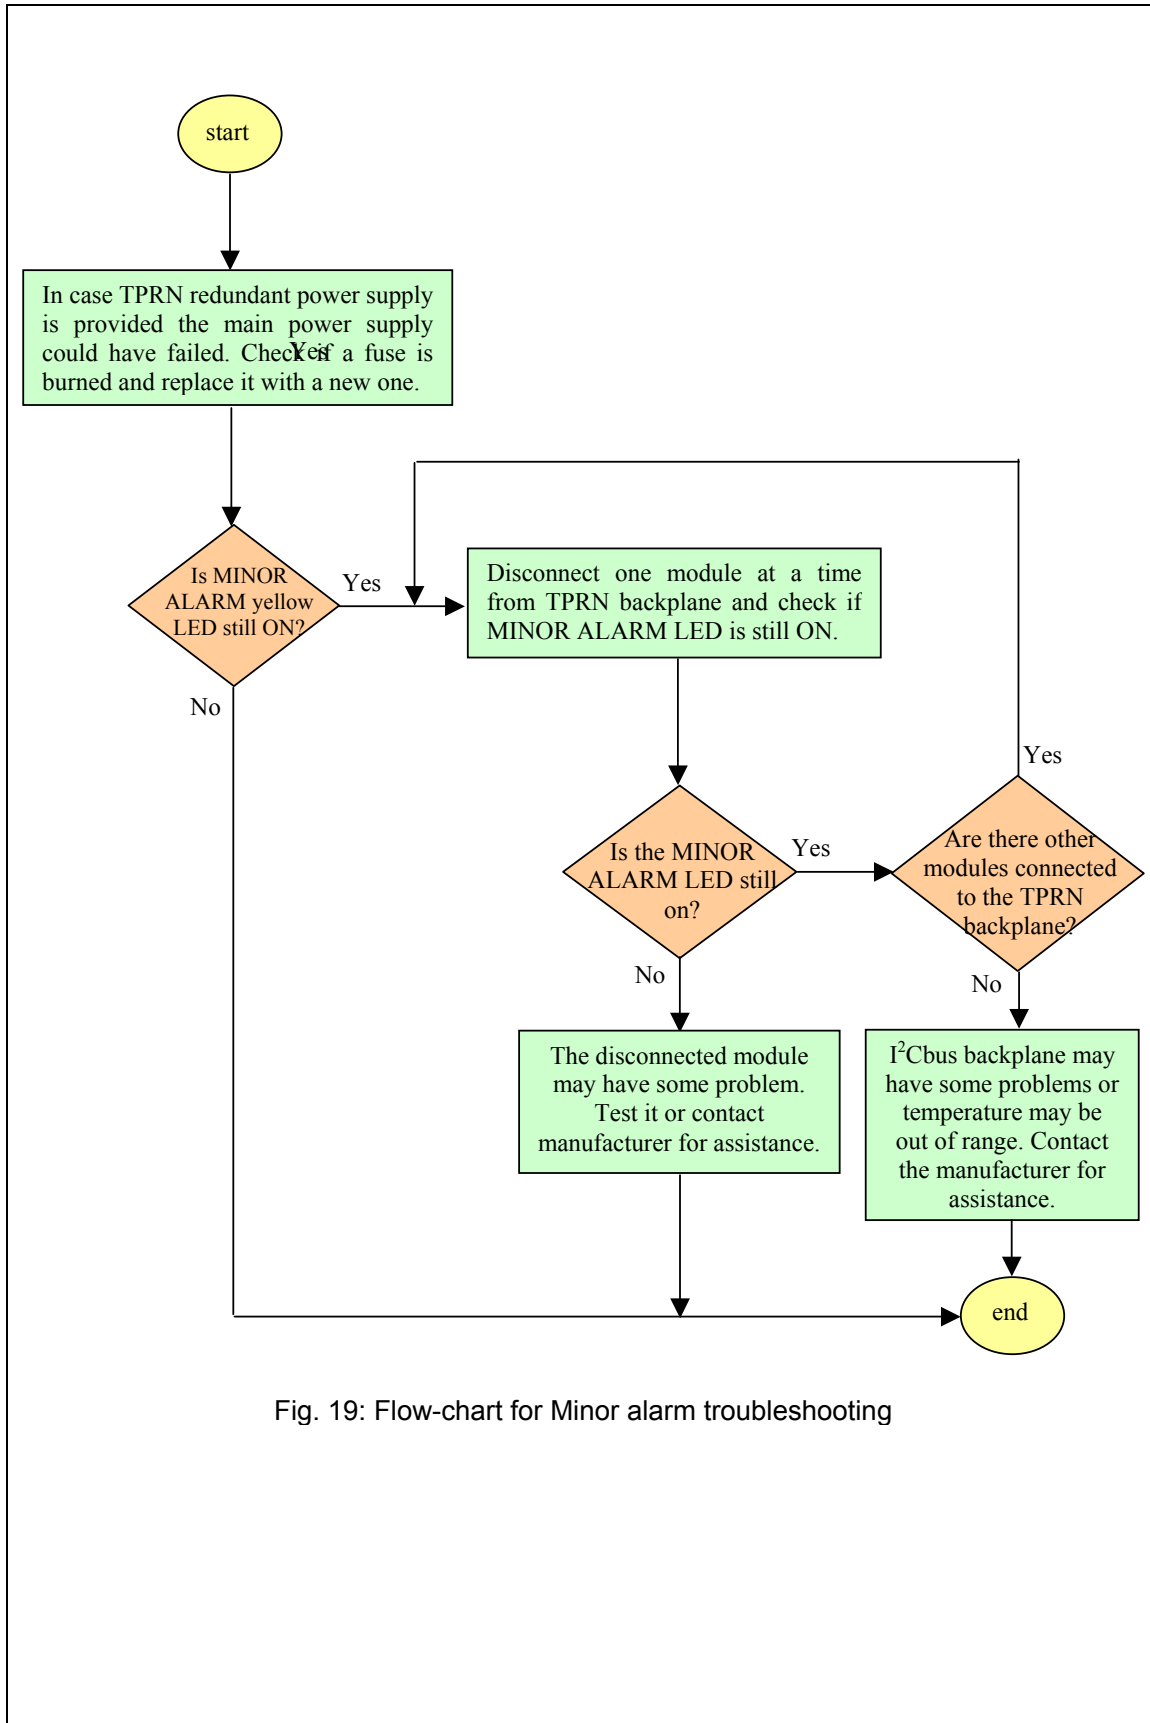 start
In case TPRN redundant power supply
is provided the main power supply
could have failed. Check if a fuse is
Yes
burned and replace it with a new one.
Is MINOR
ALARM yellow
LED still ON?
Yes
No
Disconnect one module at a time
from TPRN backplane and check if
MINOR ALARM LED is still ON.
Is the MINOR
ALARM LED still
on?
Yes
No
Are there other
modules connected
to the TPRN
backplane?
Yes
No
The disconnected module
may have some problem.
Test it or contact
manufacturer for assistance.
I²Cbus backplane may
have some problems or
temperature may be
out of range. Contact
the manufacturer for
assistance.
end
Fig. 19: Flow-chart for Minor alarm troubleshooting